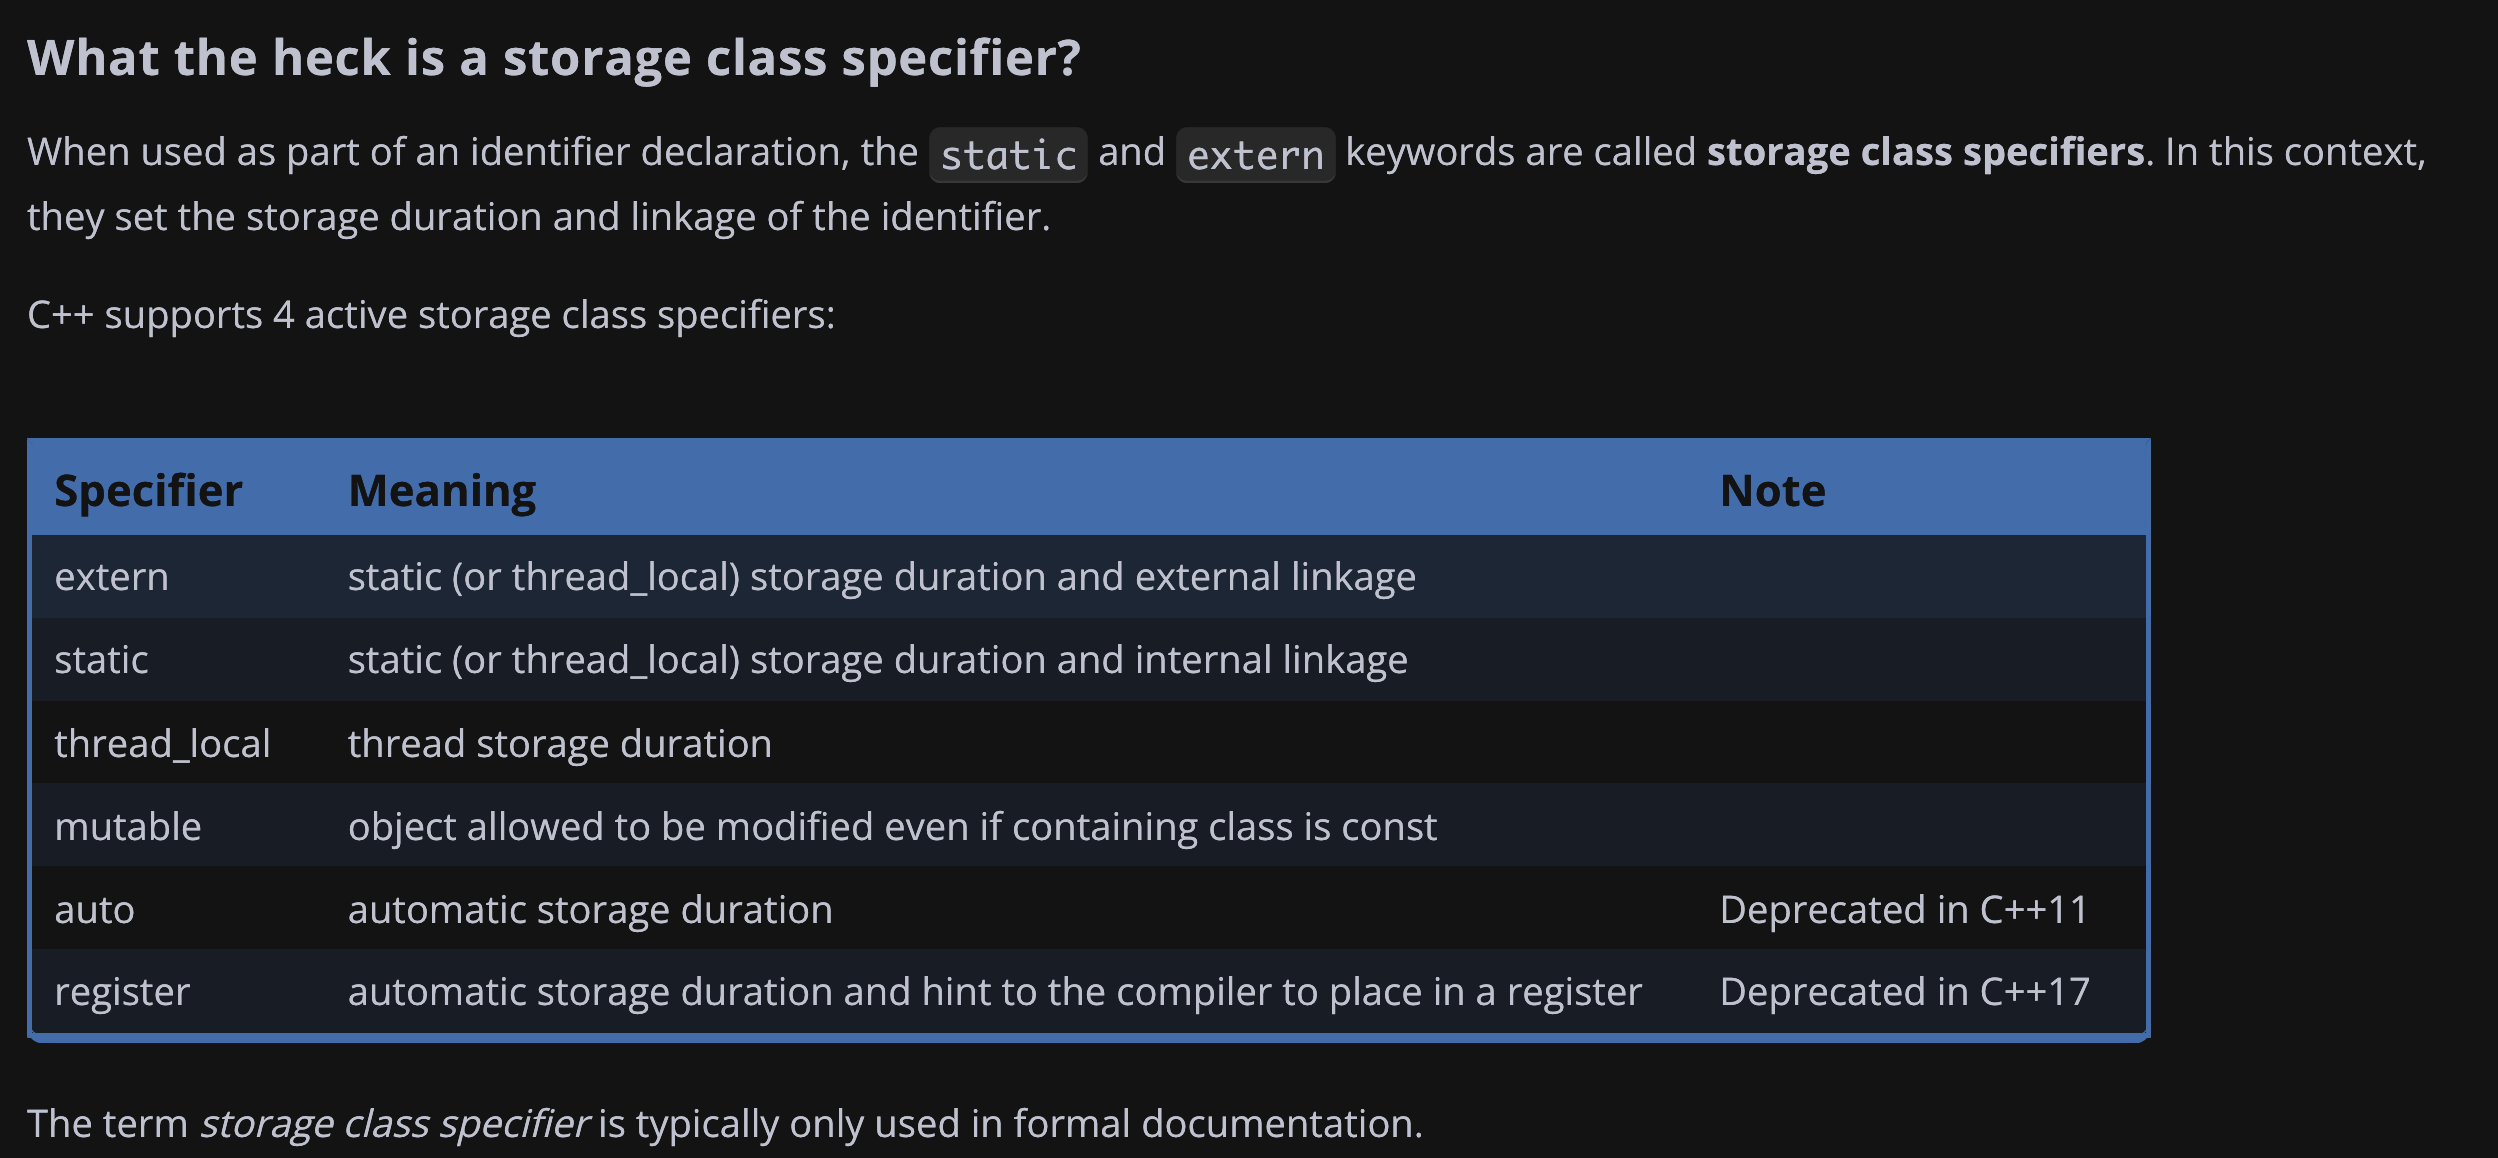 What the heck is a storage class specifier?
When used as part of an identifier declaration, the static and extern keywords are called storage class specifiers. In this context,
they set the storage duration and linkage of the identifier.
C++ supports 4 active storage class specifiers:
Specifier Meaning Note
extern static (or thread_local) storage duration and external linkage
static static (or thread_local) storage duration and internal linkage
thread_local thread storage duration
mutable object allowed to be modified even if containing class is const
auto automatic storage duration Deprecated in C++11
register automatic storage duration and hint to the compiler to place in a register Deprecated in C++17
The term storage class specifier is typically only used in formal documentation.